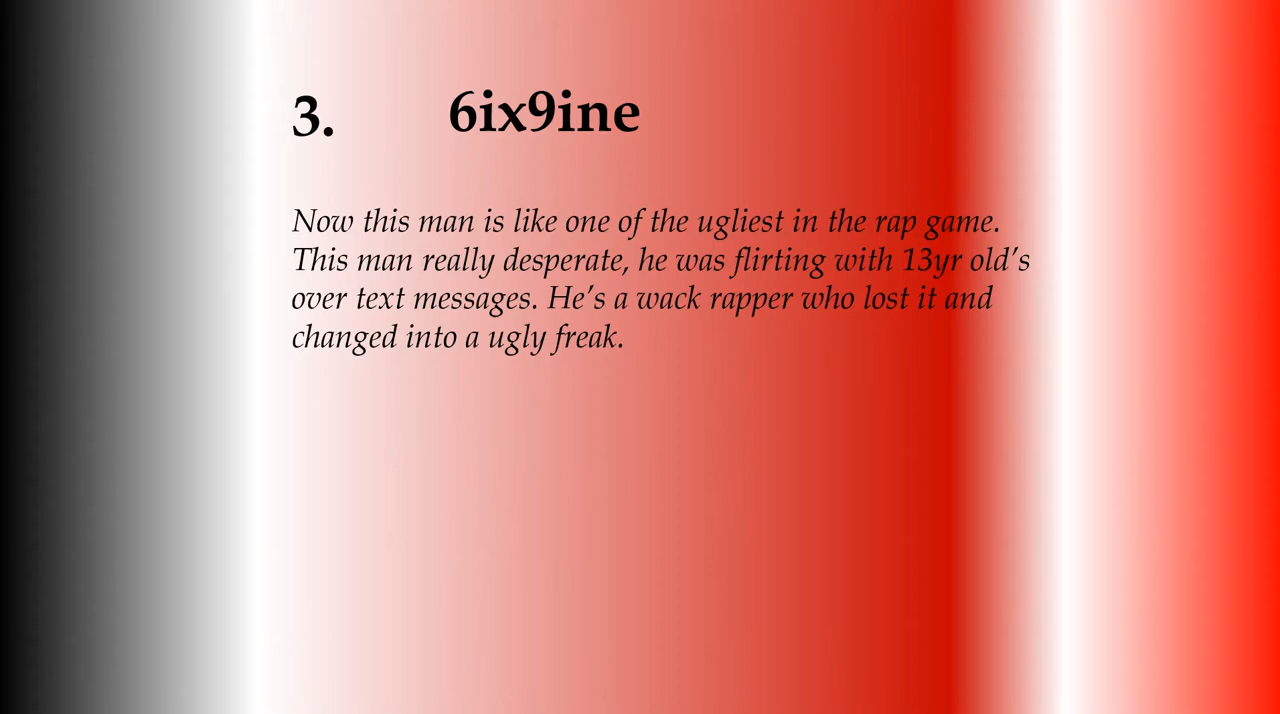 3. 6ix9ine
Now this man is like one of the ugliest in the rap game.
This man really desperate, he was flirting with 13yr old’s
over text messages. He’s a wack rapper who lost it and
changed into a ugly freak.